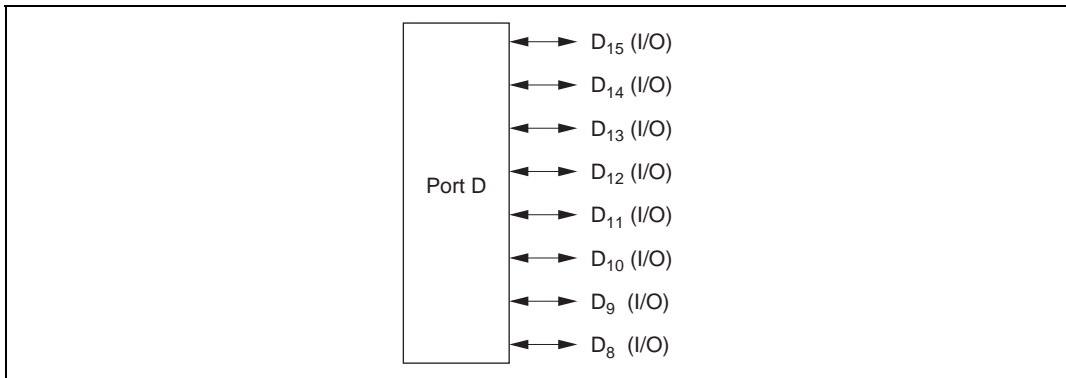 D15 (I/O)
D14 (I/O)
D13 (I/O)
D12 (I/O)
Port D
D11 (I/O)
D10 (I/O)
D9 (I/O)
D8 (I/O)